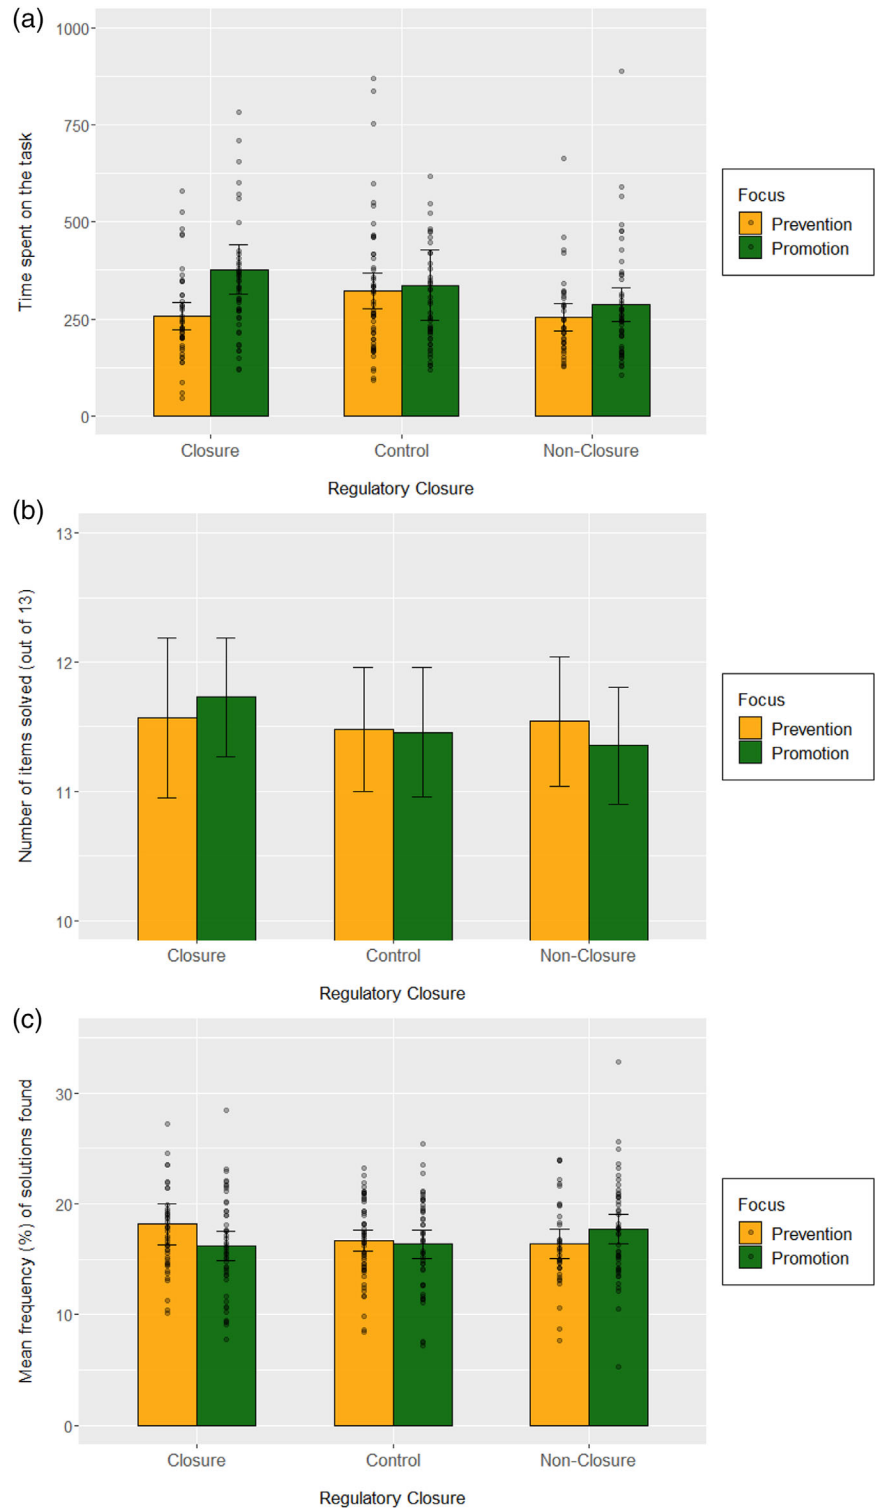 (a)
1000
750
500
250
0
Time spent on the task
Closure
Control
Non-Closure
Regulatory Closure
Focus
Prevention
Promotion
(b)
13
12
11
10
Number of items solved (out of 13)
Closure
Control
Non-Closure
Regulatory Closure
Focus
Prevention
Promotion
(c)
30
20
10
0
Mean frequency (%) of solutions found
Closure
Control
Non-Closure
Regulatory Closure
Focus
Prevention
Promotion